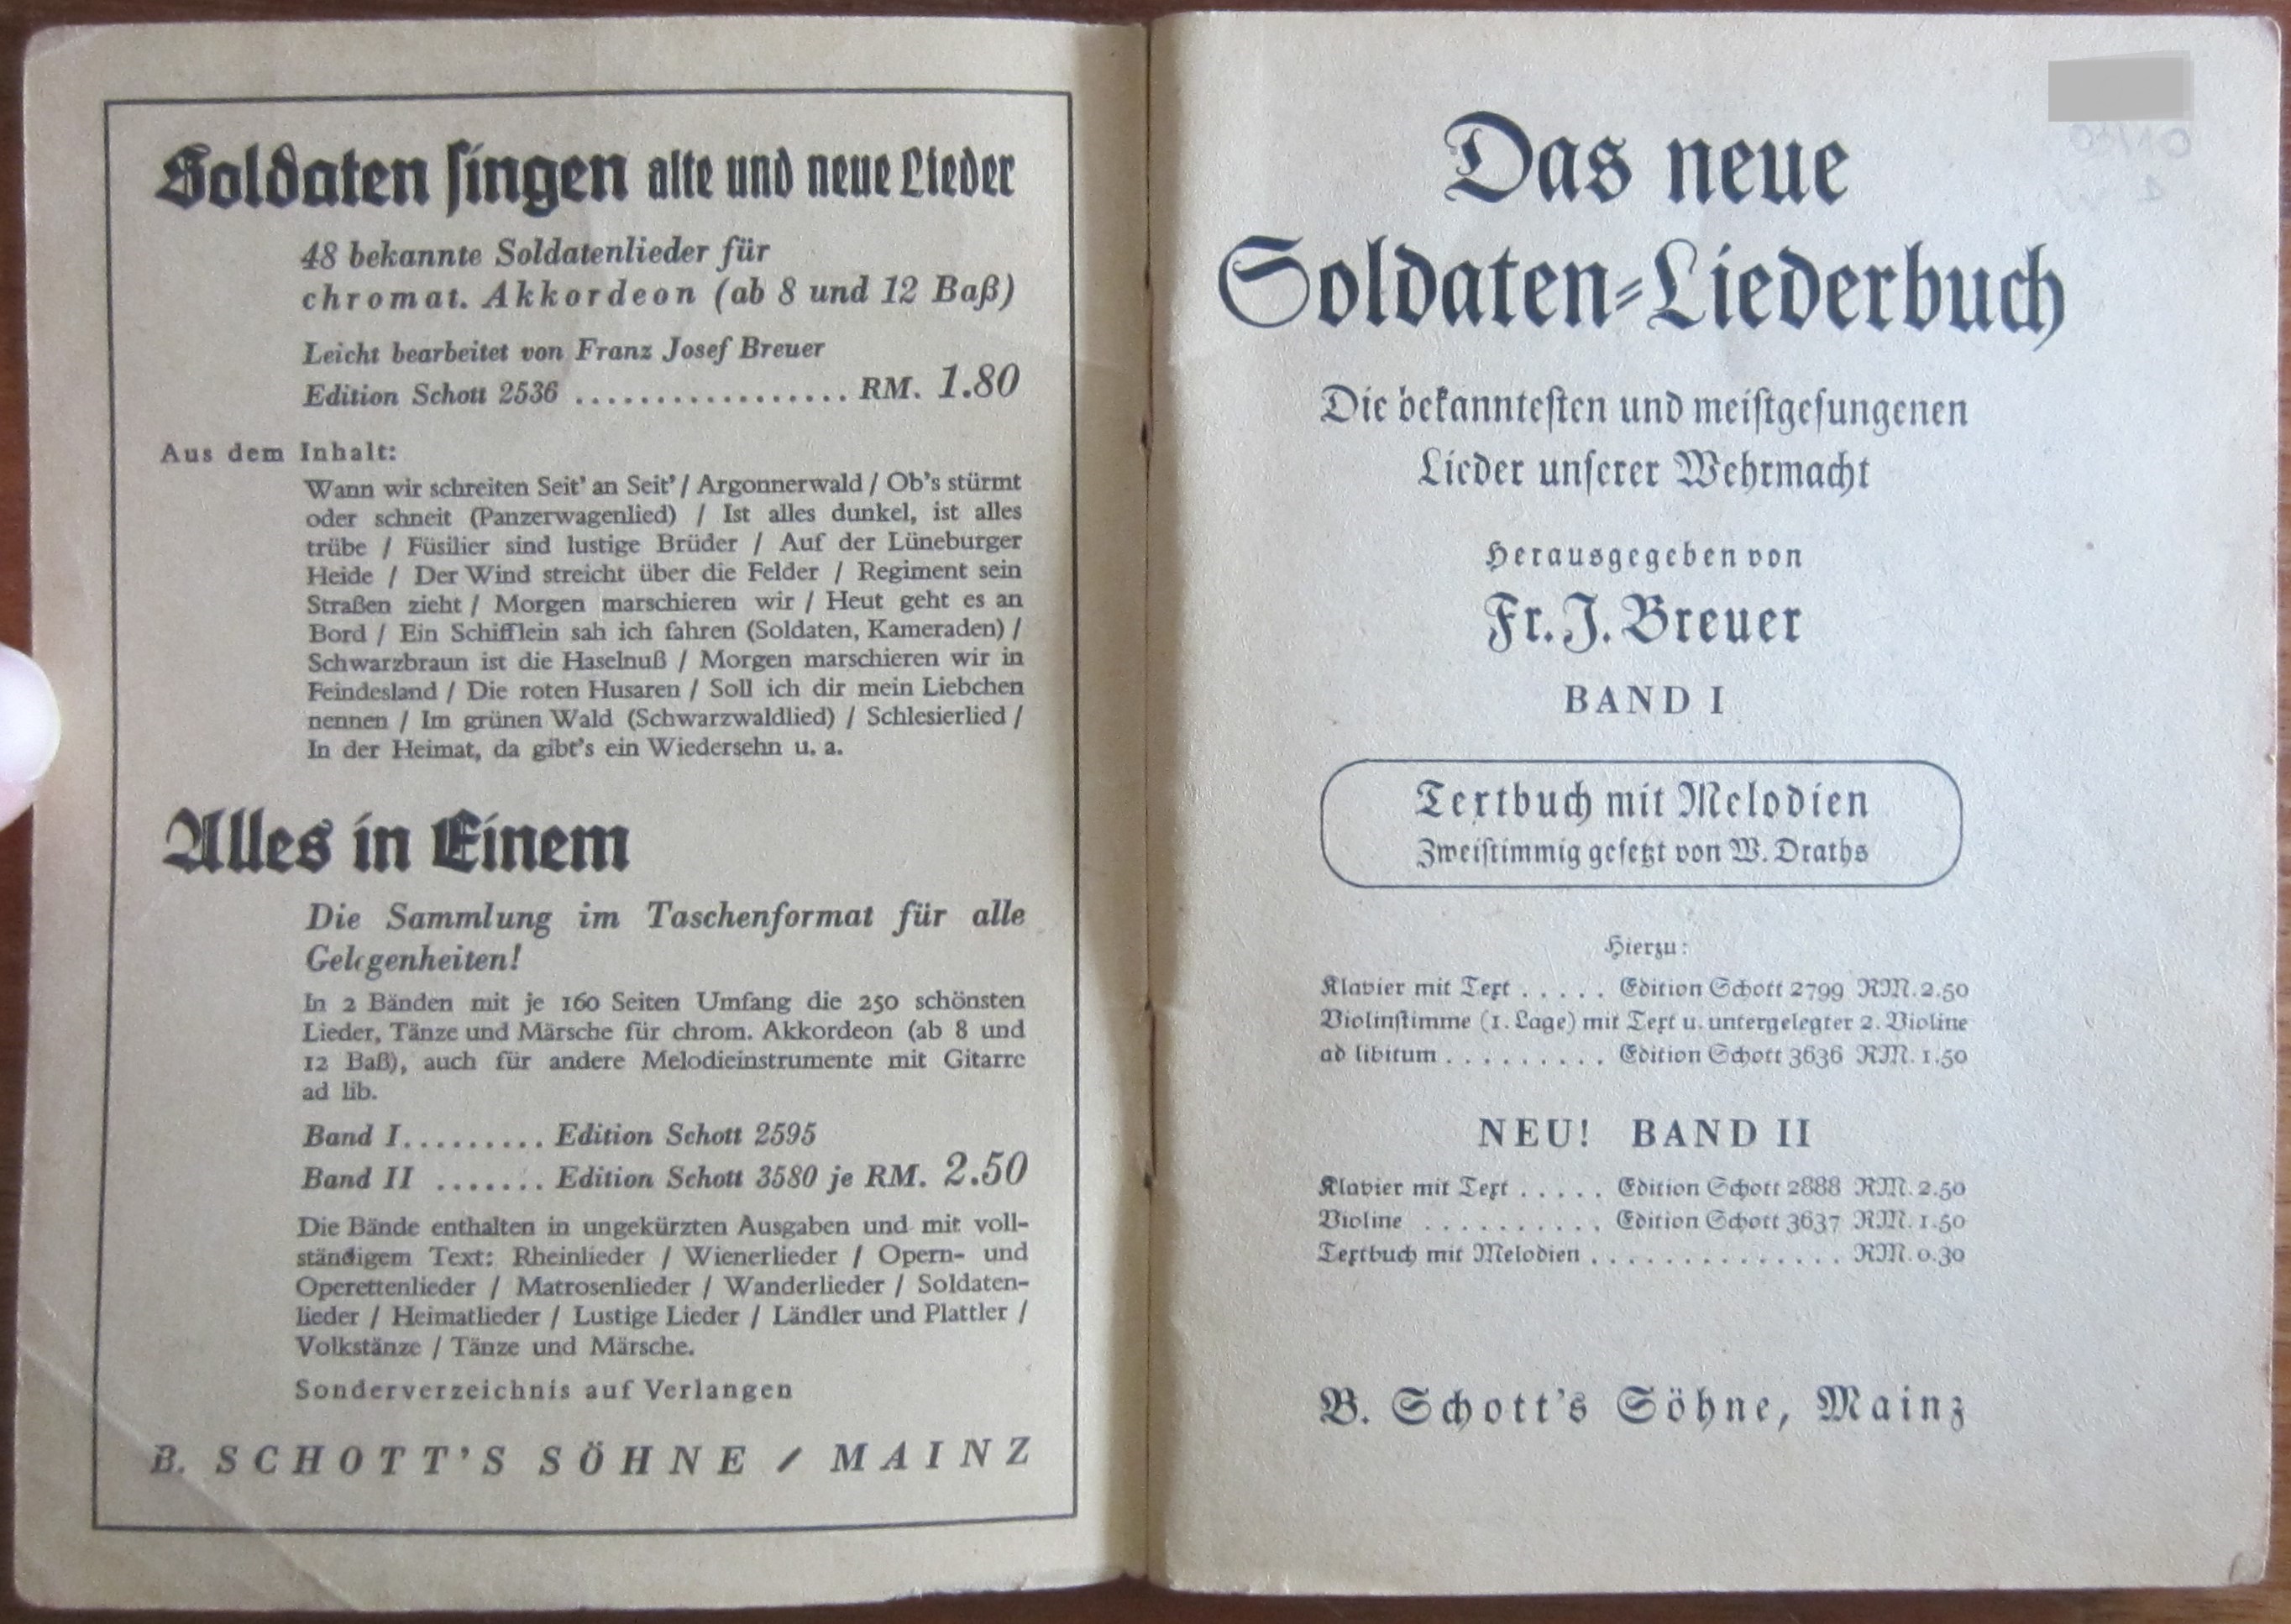 Soldaten singen alte und neue Lieder
48 bekannte Soldatenlieder für
chromat. Akkordeon (ab 8 und 12 Baß)
Leicht bearbeitet von Franz Josef Breuer
Edition Schott 2536 ................. RM. 1.80
Aus dem Inhalt:
Wann wir schreiten Seit' an Seit' / Argonnerwald / Ob's stürmt
oder schneit (Panzerwagenlied) / Ist alles dunkel, ist alles
trübe / Füsilier sind lustige Brüder / Auf der Lüneburger
Heide / Der Wind streicht über die Felder / Regiment sein
Straßen zieht / Morgen marschieren wir / Heut geht es an
Bord / Ein Schifflein sah ich fahren (Soldaten, Kameraden) /
Schwarzbraun ist die Haselnuß / Morgen marschieren wir in
Feindesland / Die roten Husaren / Soll ich dir mein Liebchen
nennen / Im grünen Wald (Schwarzwaldlied) / Schlesierlied /
In der Heimat, da gibt's ein Wiedersehn u. a.
Alles in Einem
Die Sammlung im Taschenformat für alle
Gelegenheiten!
In 2 Bänden mit je 160 Seiten Umfang die 250 schönsten
Lieder, Tänze und Märsche für chrom. Akkordeon (ab 8 und
12 Baß), auch für andere Melodieinstrumente mit Gitarre
ad lib.
Band I......... Edition Schott 2595
Band II ....... Edition Schott 3580 je RM. 2.50
Die Bände enthalten in ungekürzten Ausgaben und mit voll-
ständigem Text: Rheinlieder / Wienerlieder / Opern- und
Operettenlieder / Matrosenlieder / Wanderlieder / Soldaten-
lieder / Heimatlieder / Lustige Lieder / Ländler und Plattler /
Volkstänze / Tänze und Märsche.
Sonderverzeichnis auf Verlangen
B. SCHOTT'S SÖHNE / MAINZ
Das neue
Soldaten-Liederbuch
Die bekanntesten und meistgesungenen
Lieder unserer Wehrmacht
Herausgegeben von
Fr. J. Breuer
BAND I
Textbuch mit Melodien
Zweistimmig gesetzt von W. Draths
Hierzu:
Klavier mit Text ..... Edition Schott 2799 RM. 2.50
Violinstimme (1. Lage) mit Text u. untergelegter 2. Violine
ad libitum ......... Edition Schott 3636 RM. 1.50
NEU! BAND II
Klavier mit Text ..... Edition Schott 2888 RM. 2.50
Violine .......... Edition Schott 3637 RM. 1.50
Textbuch mit Melodien .............. RM. 0.30
B. Schott's Söhne, Mainz